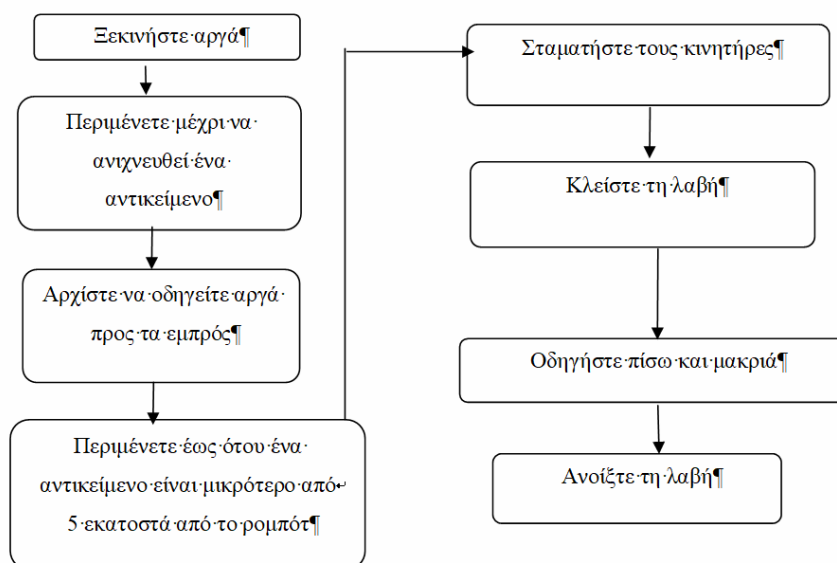 Ξεκινήστε·αργά¶
Περιμένετε·μέχρι·να·
ανιχνευθεί·ένα·
αντικείμενο¶
Αρχίστε·να·οδηγείτε·αργά·
προς·τα·εμπρός¶
Περιμένετε·έως·ότου·ένα·
αντικείμενο·είναι·μικρότερο·από↵
5·εκατοστά·από·το·ρομπότ¶
Σταματήστε·τους·κινητήρες¶
Κλείστε·τη·λαβή¶
Οδηγήστε·πίσω·και·μακριά¶
Ανοίξτε·τη·λαβή¶